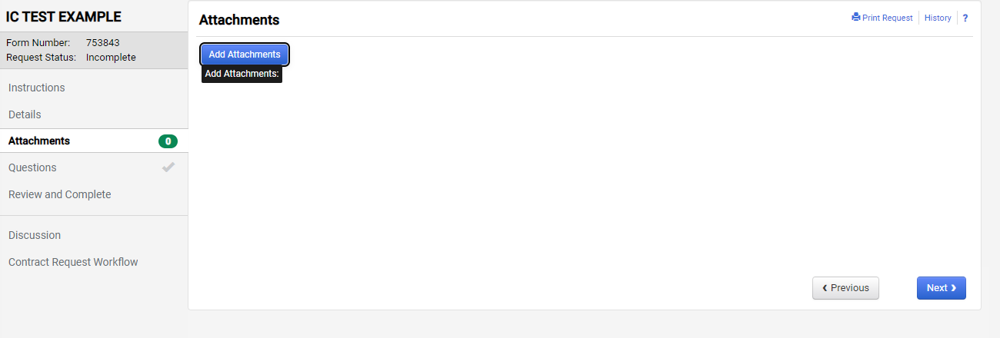 IC TEST EXAMPLE
Form Number: 753843
Request Status: Incomplete
Instructions
Details
Attachments 0
Questions
Review and Complete
Discussion
Contract Request Workflow
Attachments
Print Request History ?
Add Attachments
Add Attachments:
‹ Previous
Next ›